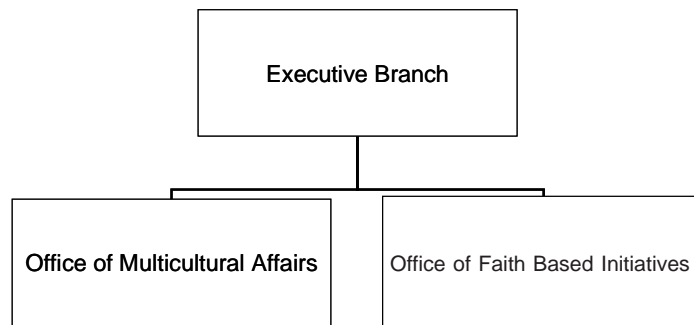 Executive Branch
Office of Multicultural Affairs
Office of Faith Based Initiatives